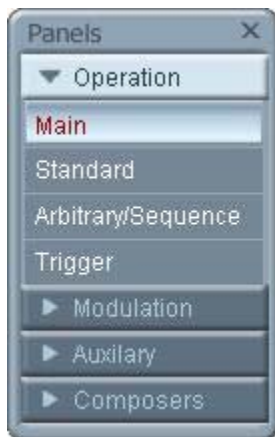 Panels
Operation
Main
Standard
Arbitrary/Sequence
Trigger
Modulation
Auxilary
Composers